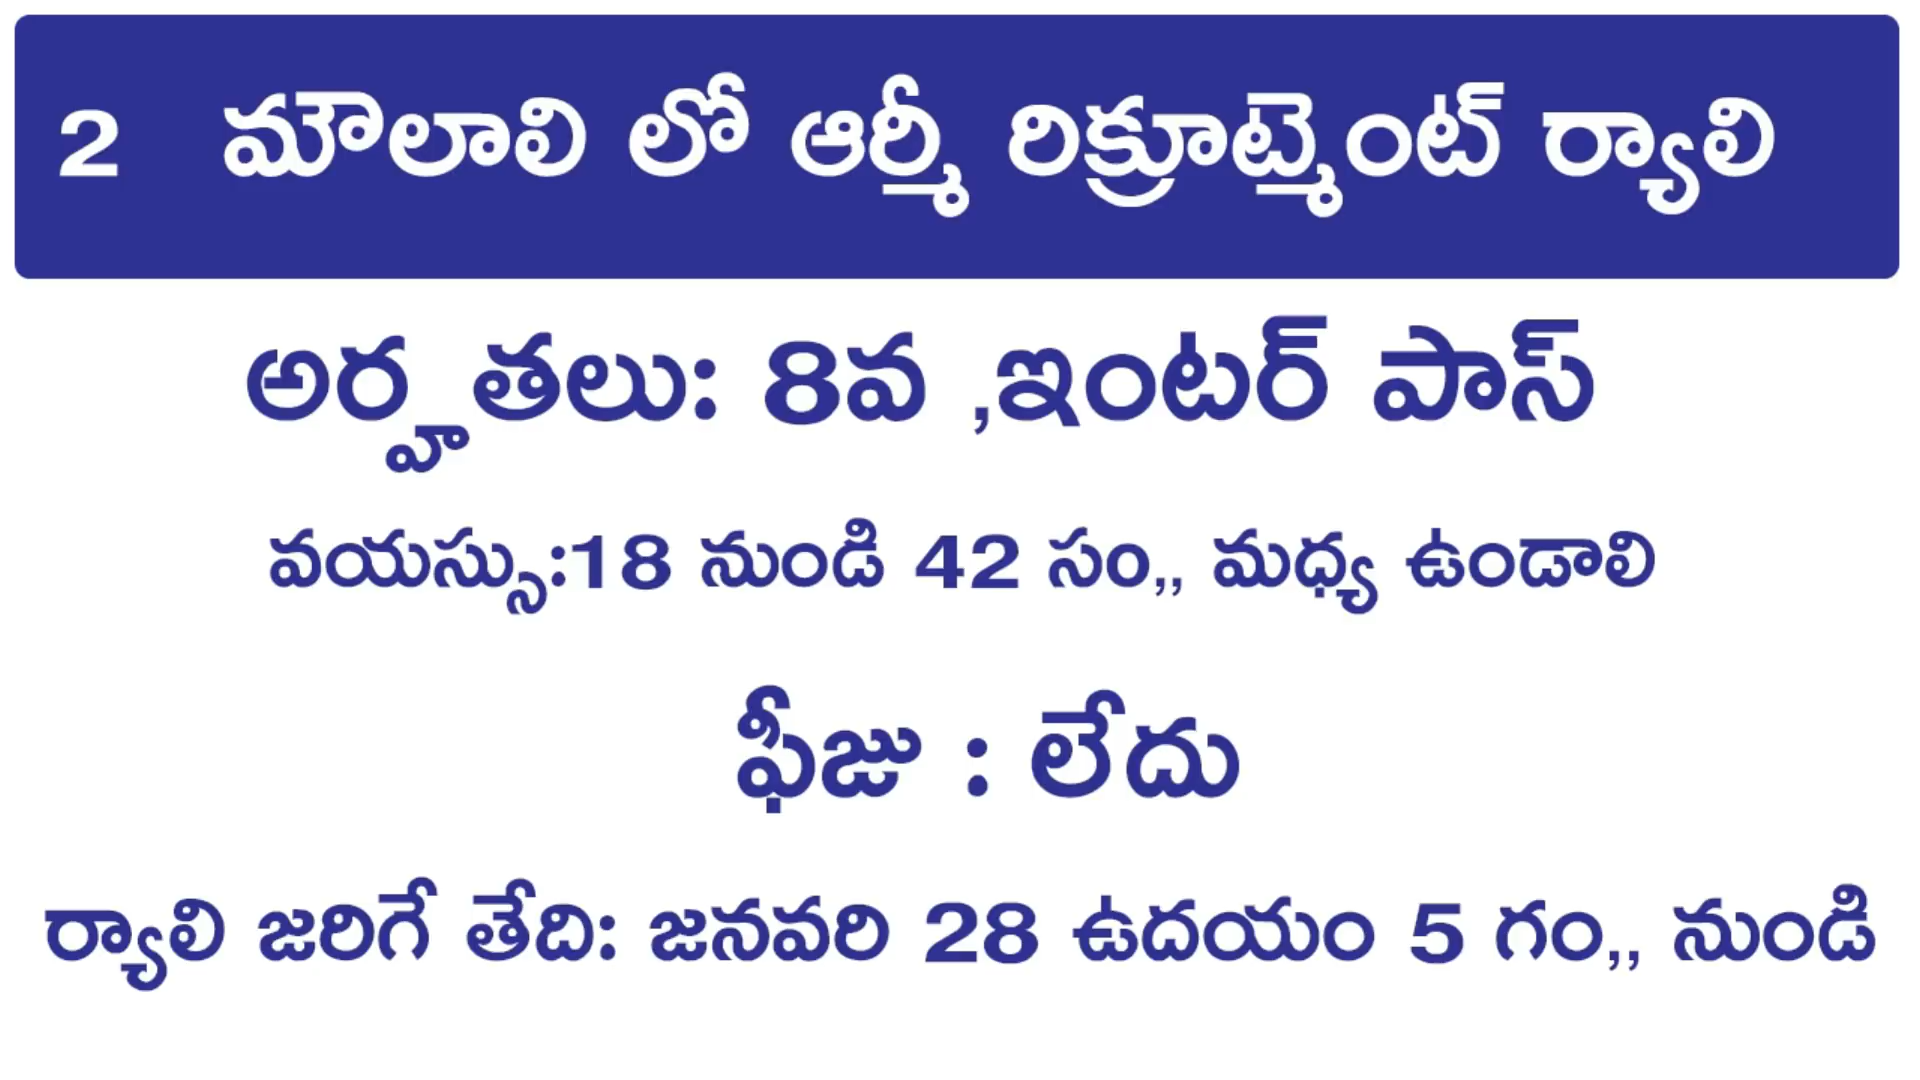 2 మౌలాలి లో ఆర్మీ రిక్రూట్మెంట్ ర్యాలి
అర్హతలు: 8వ ,ఇంటర్ పాస్
వయస్సు:18 నుండి 42 సం,, మధ్య ఉండాలి
ఫీజు : లేదు
ర్యాలి జరిగే తేది: జనవరి 28 ఉదయం 5 గం,, నుండి